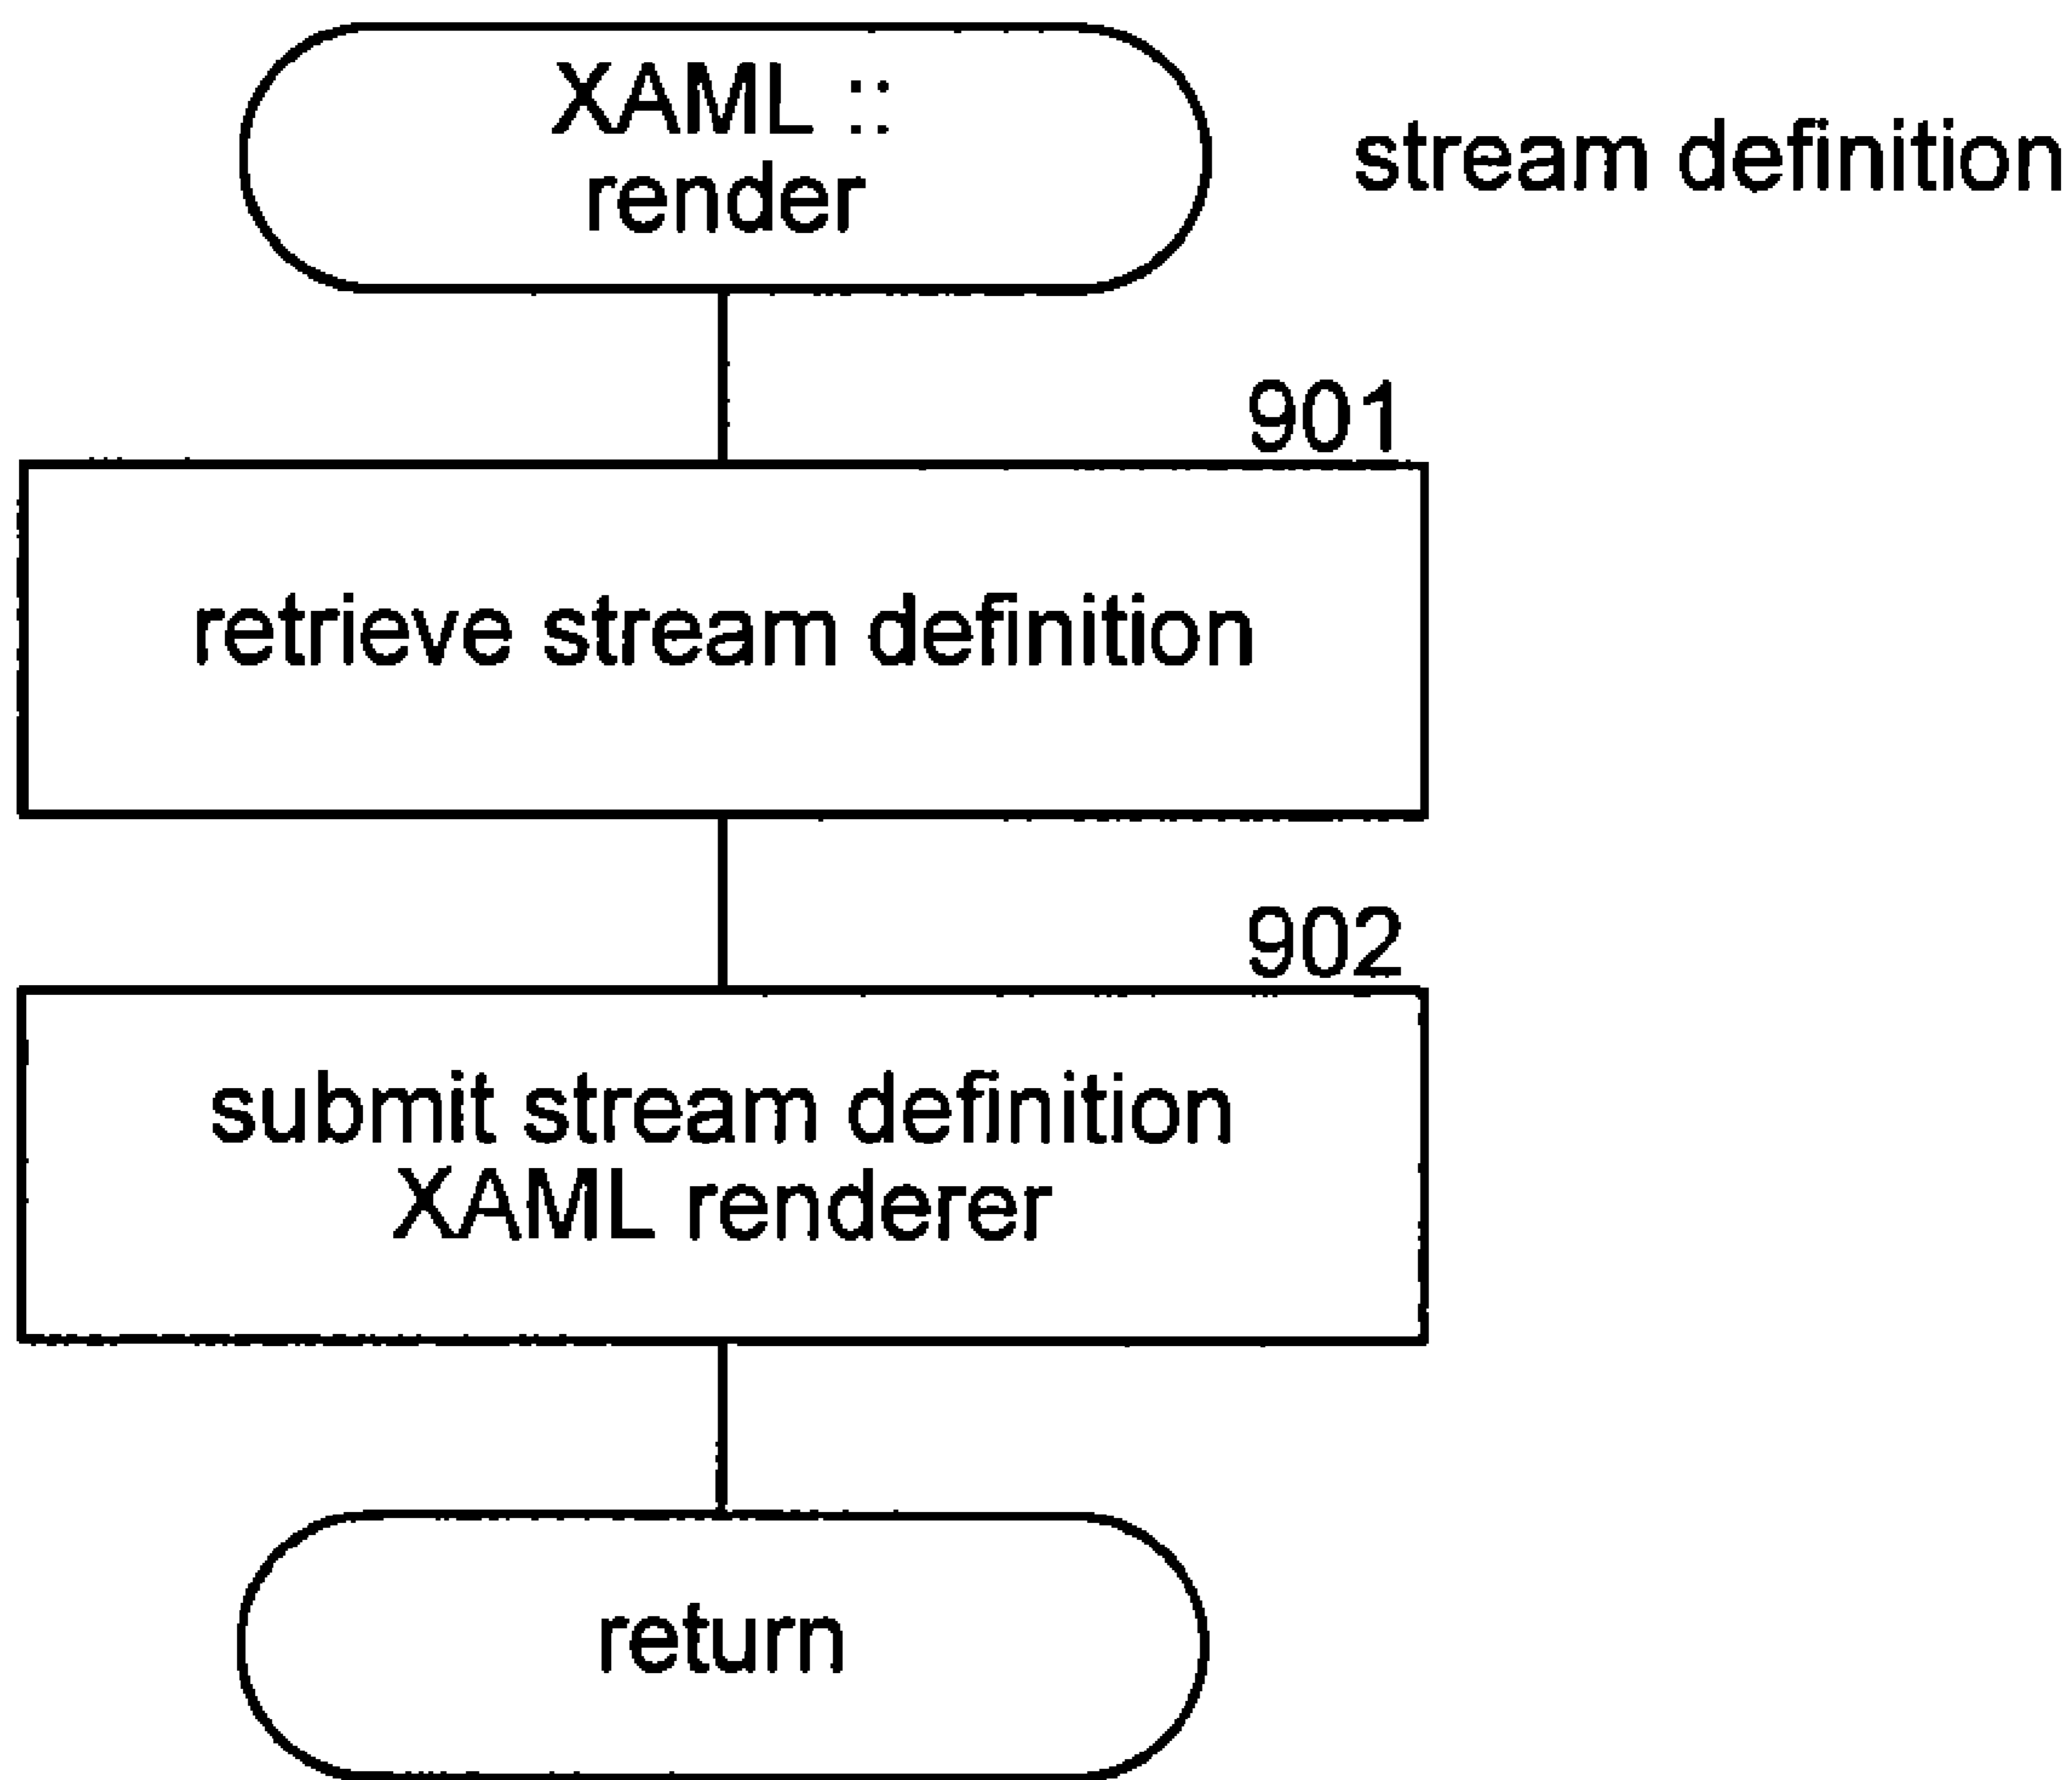 XAML ::
render
stream definition
901
retrieve stream definition
902
submit stream definition
XAML renderer
return